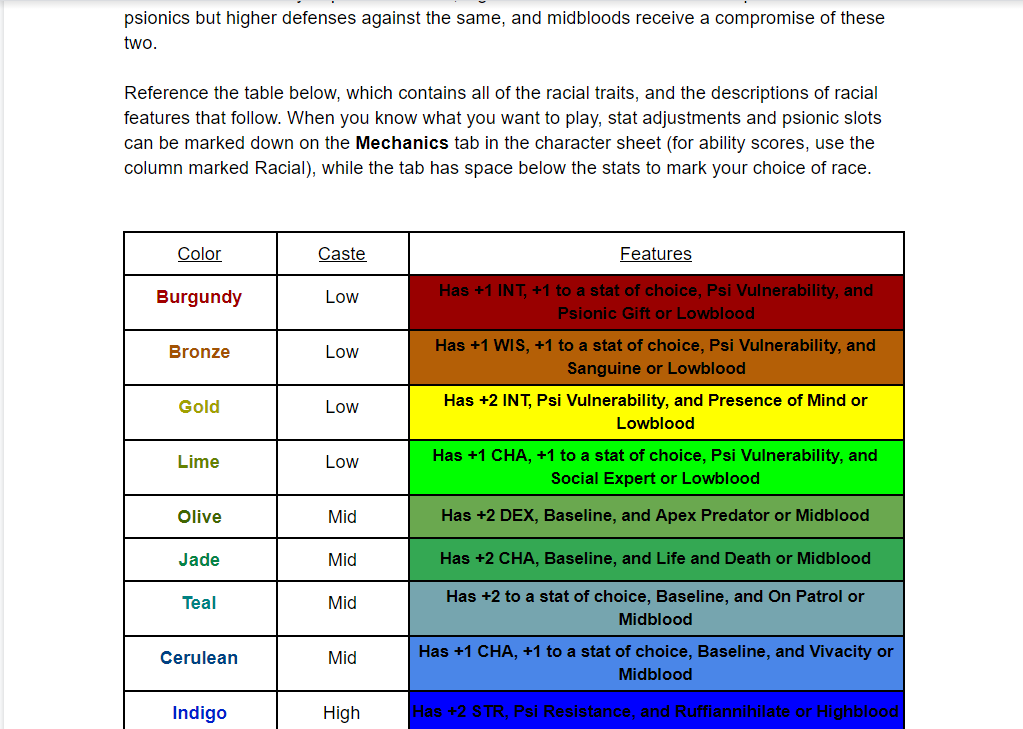 psionics but higher defenses against the same, and midbloods receive a compromise of these
two.
Reference the table below, which contains all of the racial traits, and the descriptions of racial
features that follow. When you know what you want to play, stat adjustments and psionic slots
can be marked down on the Mechanics tab in the character sheet (for ability scores, use the
column marked Racial), while the tab has space below the stats to mark your choice of race.
Color Caste Features
Burgundy Low Has +1 INT, +1 to a stat of choice, Psi Vulnerability, and
Psionic Gift or Lowblood
Bronze Low Has +1 WIS, +1 to a stat of choice, Psi Vulnerability, and
Sanguine or Lowblood
Gold Low Has +2 INT, Psi Vulnerability, and Presence of Mind or
Lowblood
Lime Low Has +1 CHA, +1 to a stat of choice, Psi Vulnerability, and
Social Expert or Lowblood
Olive Mid Has +2 DEX, Baseline, and Apex Predator or Midblood
Jade Mid Has +2 CHA, Baseline, and Life and Death or Midblood
Teal Mid Has +2 to a stat of choice, Baseline, and On Patrol or
Midblood
Cerulean Mid Has +1 CHA, +1 to a stat of choice, Baseline, and Vivacity or
Midblood
Indigo High Has +2 STR, Psi Resistance, and Ruffiannihilate or Highblood